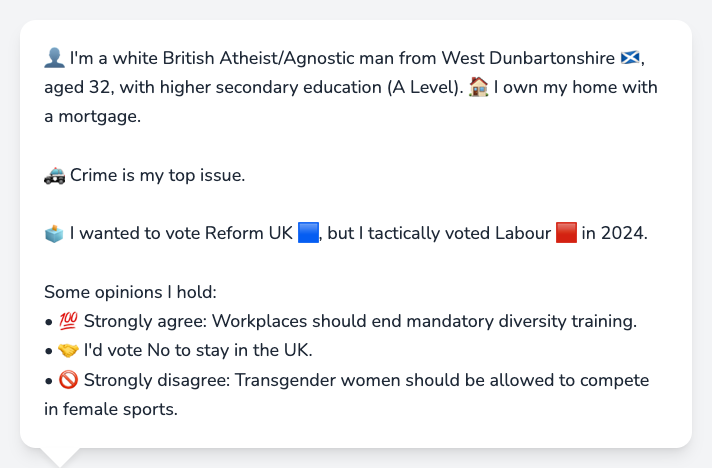 👤 I'm a white British Atheist/Agnostic man from West Dunbartonshire 🏴󠁧󠁢󠁳󠁣󠁴󠁿,
aged 32, with higher secondary education (A Level). 🏠 I own my home with
a mortgage.
🚓 Crime is my top issue.
🗳️ I wanted to vote Reform UK 🟦, but I tactically voted Labour 🟥 in 2024.
Some opinions I hold:
• 💯 Strongly agree: Workplaces should end mandatory diversity training.
• 🤝 I'd vote No to stay in the UK.
• 🚫 Strongly disagree: Transgender women should be allowed to compete
in female sports.